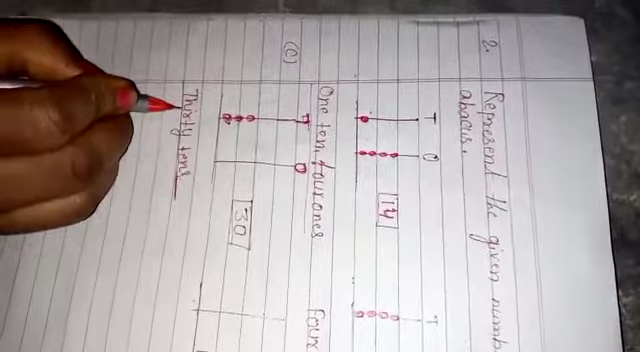 2. Represent the given numb
abacus.
T O T
14
One ten, four ones four
(c)
T O
30
Thirty tens